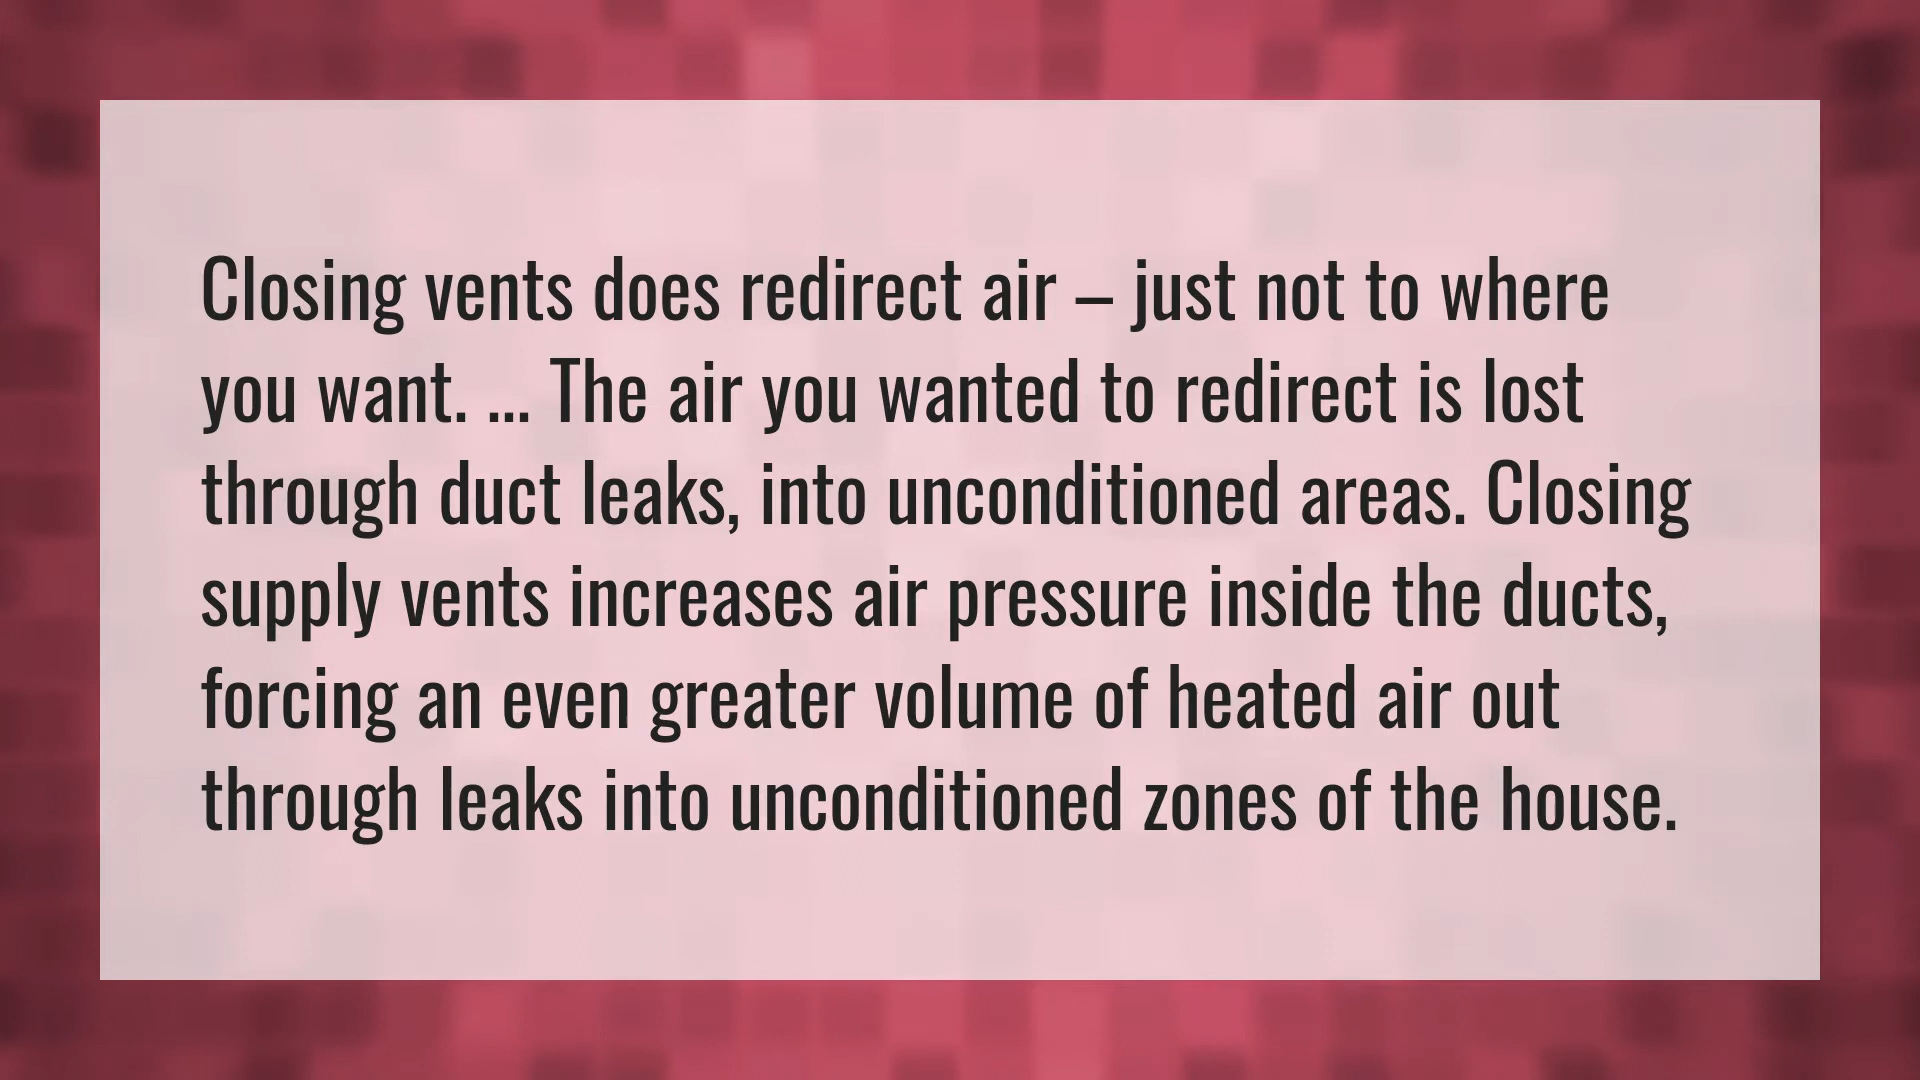 Closing vents does redirect air – just not to where
you want. ... The air you wanted to redirect is lost
through duct leaks, into unconditioned areas. Closing
supply vents increases air pressure inside the ducts,
forcing an even greater volume of heated air out
through leaks into unconditioned zones of the house.